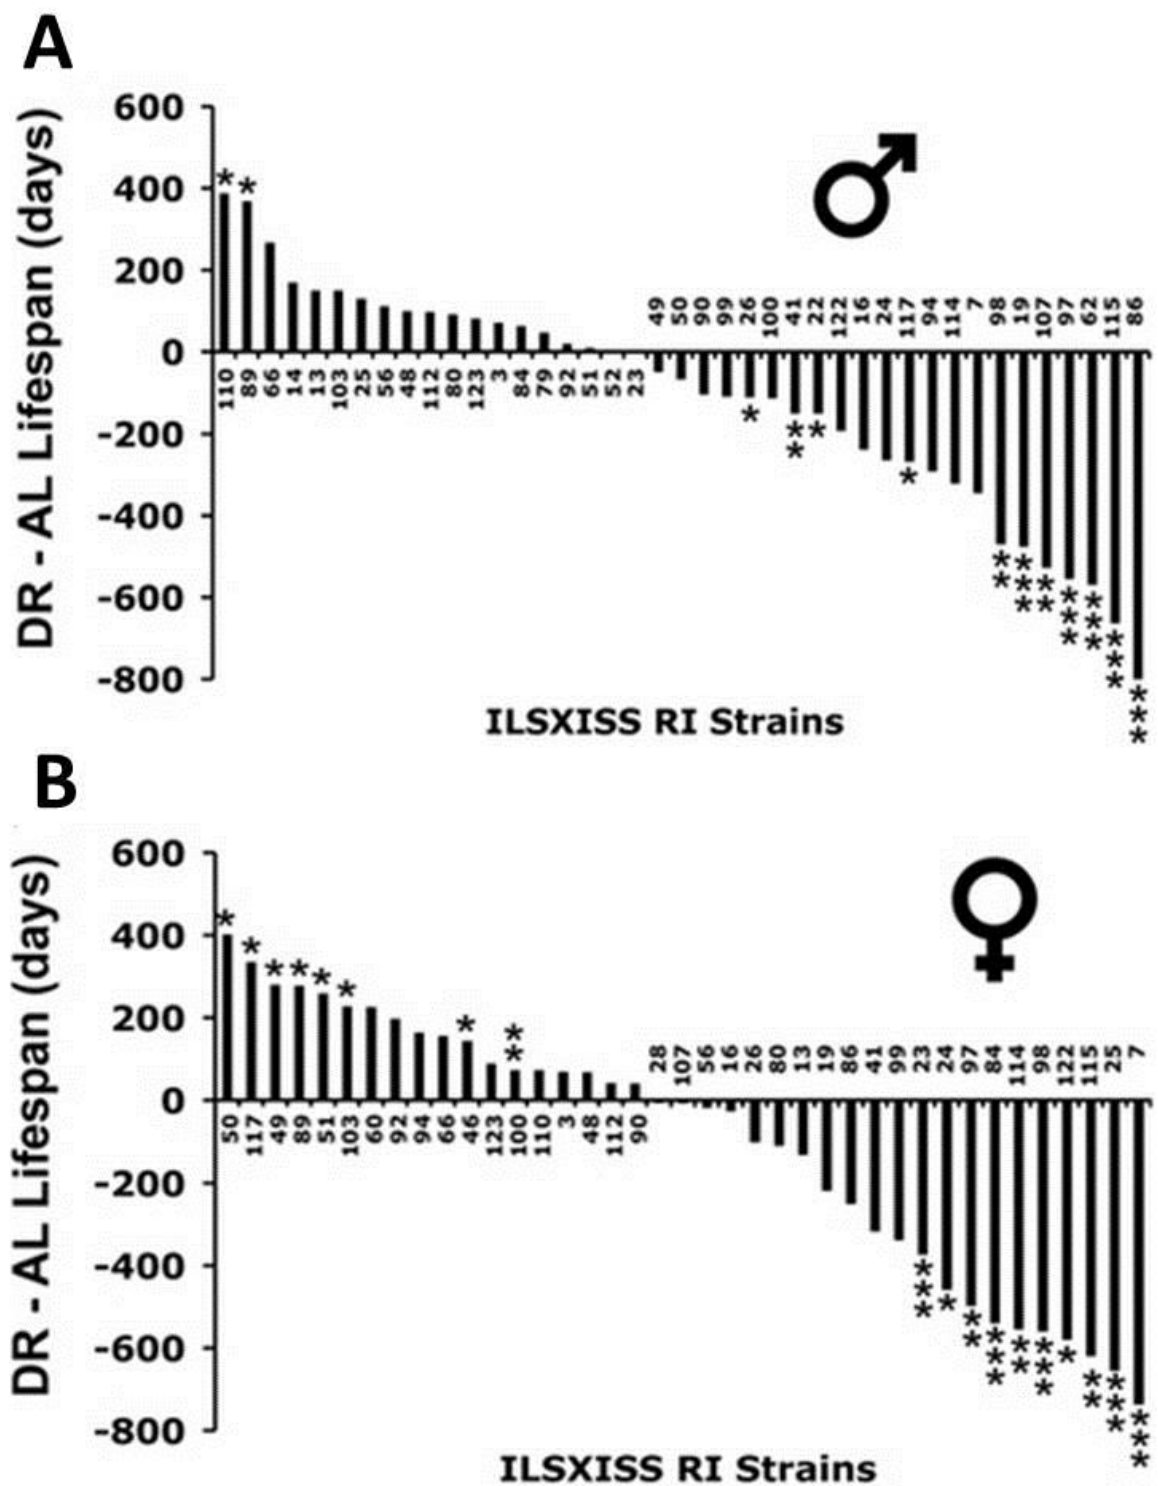 A
DR - AL Lifespan (days)
600
400
200
0
-200
-400
-600
-800
* *
49 50 90 99 26 100 41 22 122 16 24 117 94 114 7 98 19 107 97 62 115 86
110 89 66 14 13 103 25 56 48 112 80 123 3 84 79 92 51 52 23
* ** * * ** *** ** *** *** *** ***
ILSXISS RI Strains
B
DR - AL Lifespan (days)
600
400
200
0
-200
-400
-600
-800
* * * * * * * **
28 107 56 16 26 80 13 19 86 41 99 23 24 97 84 114 98 122 115 25 7
50 117 49 89 51 103 60 92 94 66 46 123 100 110 3 48 112 90
*** * ** *** ** *** * ** *** ***
ILSXISS RI Strains